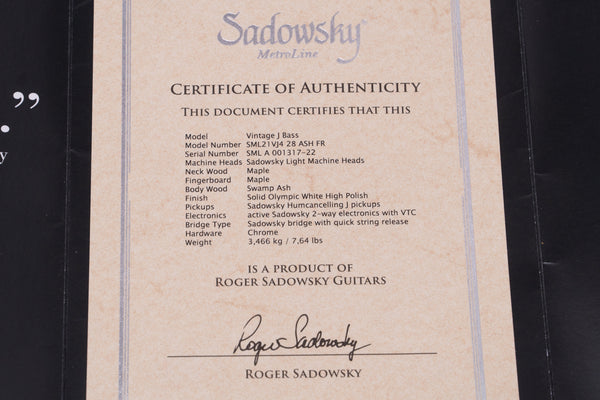 Sadowsky
MetroLine
CERTIFICATE OF AUTHENTICITY
THIS DOCUMENT CERTIFIES THAT THIS
Model Vintage J Bass
Model Number SML21VJ4 28 ASH FR
Serial Number SML A 001317-22
Machine Heads Sadowsky Light Machine Heads
Neck Wood Maple
Fingerboard Maple
Body Wood Swamp Ash
Finish Solid Olympic White High Polish
Pickups Sadowsky Humcancelling J pickups
Electronics active Sadowsky 2-way electronics with VTC
Bridge Type Sadowsky bridge with quick string release
Hardware Chrome
Weight 3,466 kg / 7,64 lbs
IS A PRODUCT OF
ROGER SADOWSKY GUITARS
Roger Sadowsky
ROGER SADOWSKY
.”
y